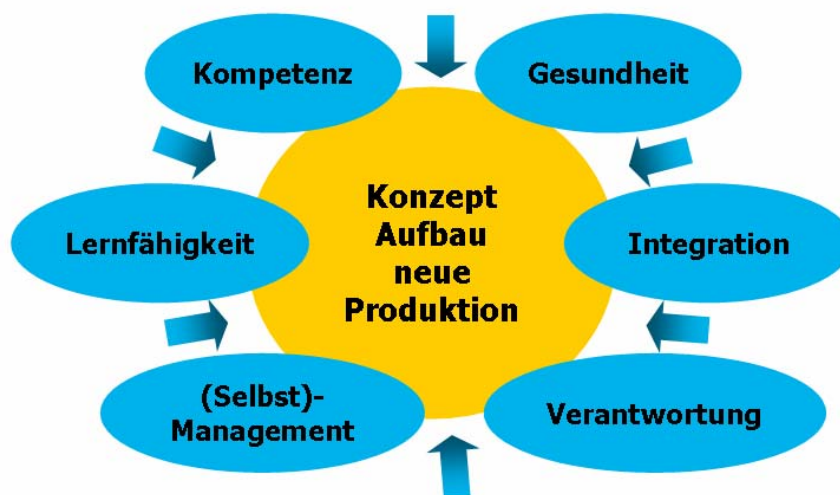 Kompetenz
Gesundheit
Konzept
Aufbau
neue
Produktion
Lernfähigkeit
Integration
(Selbst)-
Management
Verantwortung